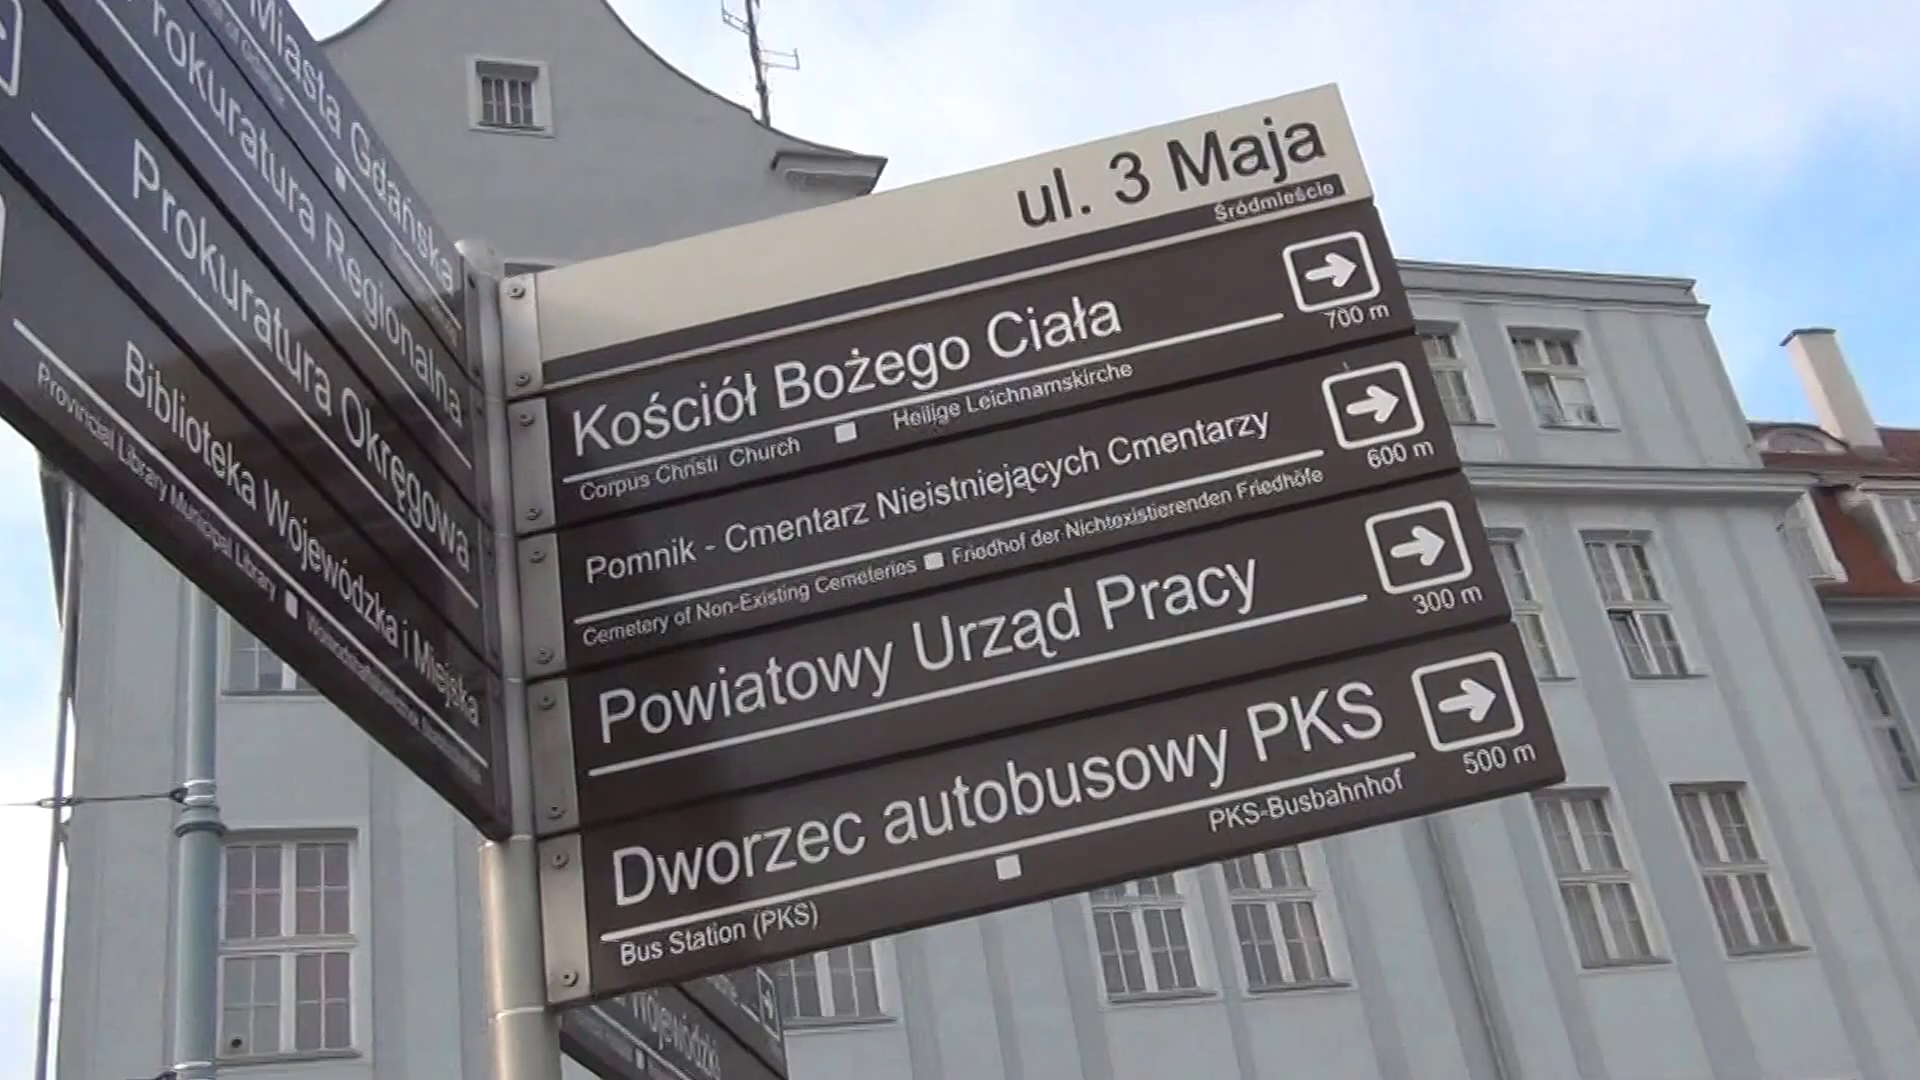 Miasta Gdańska
Prokuratura Regionalna
Prokuratura Okręgowa
Biblioteka Wojewódzka i Miejska
Provincial Library Municipal Library
ul. 3 Maja
Śródmieście
Kościół Bożego Ciała
700 m
Corpus Christi Church
Heilige Leichnamskirche
Pomnik - Cmentarz Nieistniejących Cmentarzy
600 m
Cemetery of Non-Existing Cemeteries
Friedhof der Nichtexistierenden Friedhöfe
Powiatowy Urząd Pracy
300 m
Dworzec autobusowy PKS
500 m
Bus Station (PKS)
PKS-Busbahnhof
Wojewódzki